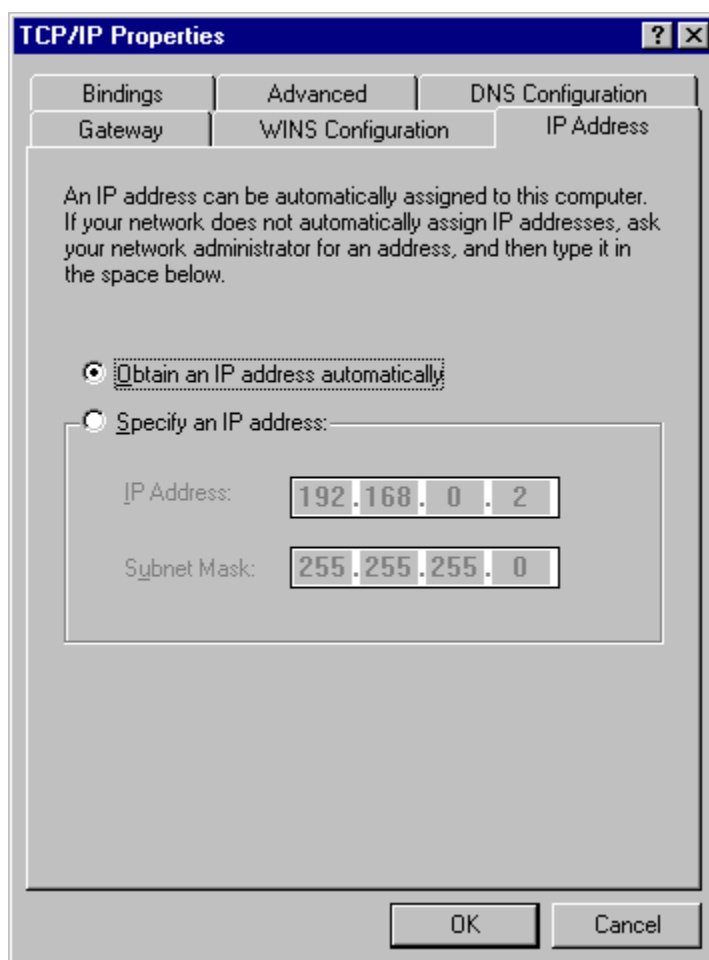 TCP/IP Properties
Bindings Advanced DNS Configuration
Gateway WINS Configuration IP Address
An IP address can be automatically assigned to this computer.
If your network does not automatically assign IP addresses, ask
your network administrator for an address, and then type it in
the space below.
Obtain an IP address automatically
Specify an IP address:
IP Address: 192.168.0.2
Subnet Mask: 255.255.255.0
OK Cancel